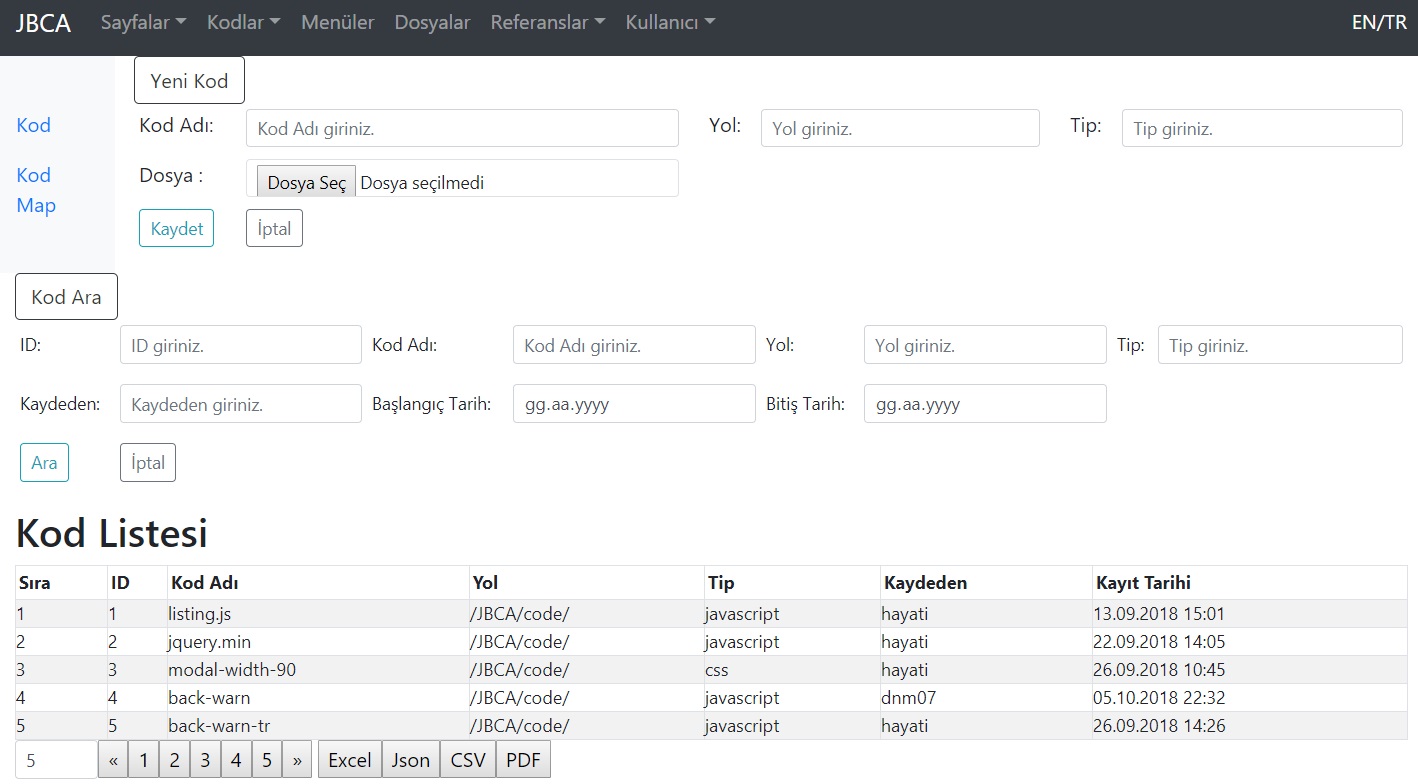 JBCA Sayfalar Kodlar Menüler Dosyalar Referanslar Kullanıcı EN/TR
Yeni Kod
Kod Kod Adı: Kod Adı giriniz. Yol: Yol giriniz. Tip: Tip giriniz.
Kod Dosya : Dosya Seç Dosya seçilmedi
Map
Kaydet İptal
Kod Ara
ID: ID giriniz. Kod Adı: Kod Adı giriniz. Yol: Yol giriniz. Tip: Tip giriniz.
Kaydeden: Kaydeden giriniz. Başlangıç Tarih: gg.aa.yyyy Bitiş Tarih: gg.aa.yyyy
Ara İptal
Kod Listesi
Sıra ID Kod Adı Yol Tip Kaydeden Kayıt Tarihi
1 1 listing.js /JBCA/code/ javascript hayati 13.09.2018 15:01
2 2 jquery.min /JBCA/code/ javascript hayati 22.09.2018 14:05
3 3 modal-width-90 /JBCA/code/ css hayati 26.09.2018 10:45
4 4 back-warn /JBCA/code/ javascript dnm07 05.10.2018 22:32
5 5 back-warn-tr /JBCA/code/ javascript hayati 26.09.2018 14:26
5 « 1 2 3 4 5 » Excel Json CSV PDF